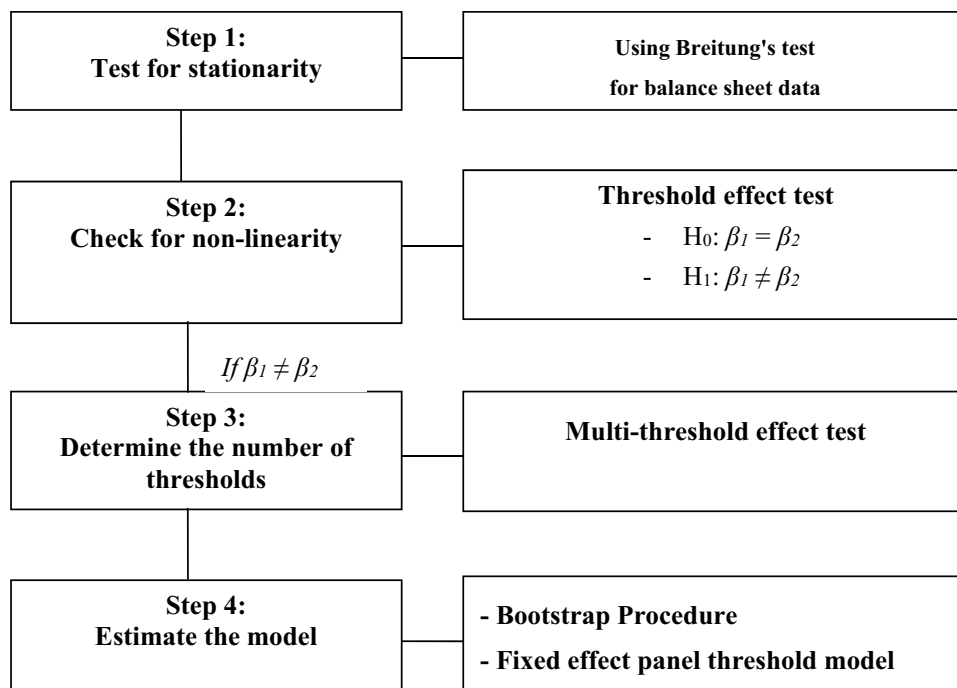 Step 1:
Test for stationarity
Using Breitung's test
for balance sheet data
Step 2:
Check for non-linearity
Threshold effect test
- H₀: β₁ = β₂
- H₁: β₁ ≠ β₂
If β₁ ≠ β₂
Step 3:
Determine the number of
thresholds
Multi-threshold effect test
Step 4:
Estimate the model
- Bootstrap Procedure
- Fixed effect panel threshold model